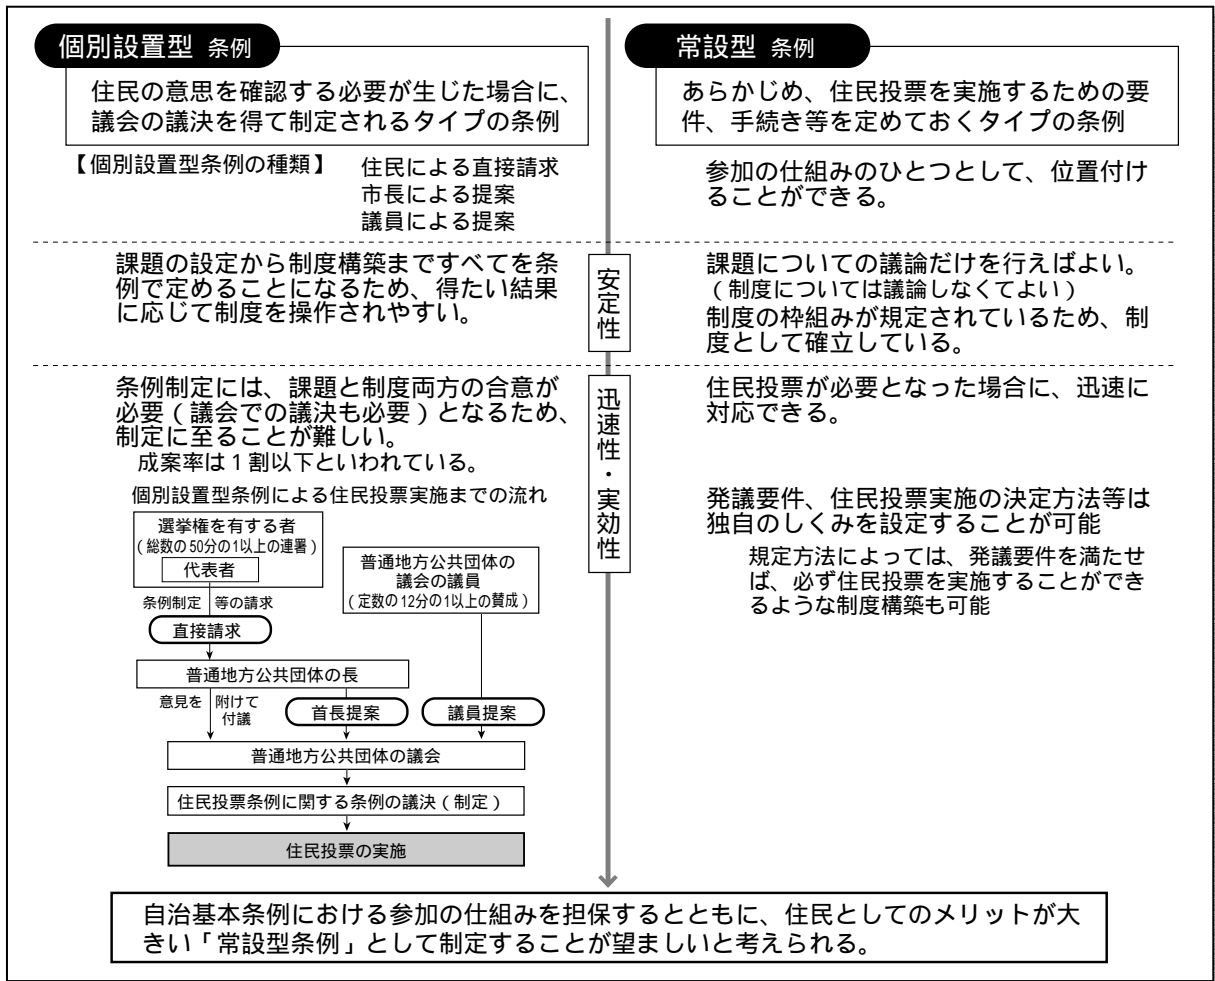 個別設置型 条例
住民の意思を確認する必要が生じた場合に、
議会の議決を得て制定されるタイプの条例
【個別設置型条例の種類】
住民による直接請求
市長による提案
議員による提案
常設型 条例
あらかじめ、住民投票を実施するための要
件、手続き等を定めておくタイプの条例
参加の仕組みのひとつとして、位置付け
ることができる。
安定性
課題の設定から制度構築まですべてを条
例で定めることになるため、得たい結果
に応じて制度を操作されやすい。
課題についての議論だけを行えばよい。
(制度については議論しなくてよい)
制度の枠組みが規定されているため、制
度として確立している。
迅速性・実効性
条例制定には、課題と制度両方の合意が
必要(議会での議決も必要)となるため、
制定に至ることが難しい。
成案率は1割以下といわれている。
個別設置型条例による住民投票実施までの流れ
選挙権を有する者
(総数の50分の1以上の連署)
代表者
条例制定 等の請求
直接請求
普通地方公共団体の
議会の議員
(定数の12分の1以上の賛成)
普通地方公共団体の長
意見を 附けて
付議
首長提案
議員提案
普通地方公共団体の議会
住民投票条例に関する条例の議決(制定)
住民投票の実施
住民投票が必要となった場合に、迅速に
対応できる。
発議要件、住民投票実施の決定方法等は
独自のしくみを設定することが可能
規定方法によっては、発議要件を満たせ
ば、必ず住民投票を実施することができ
るような制度構築も可能
自治基本条例における参加の仕組みを担保するとともに、住民としてのメリットが大
きい「常設型条例」として制定することが望ましいと考えられる。